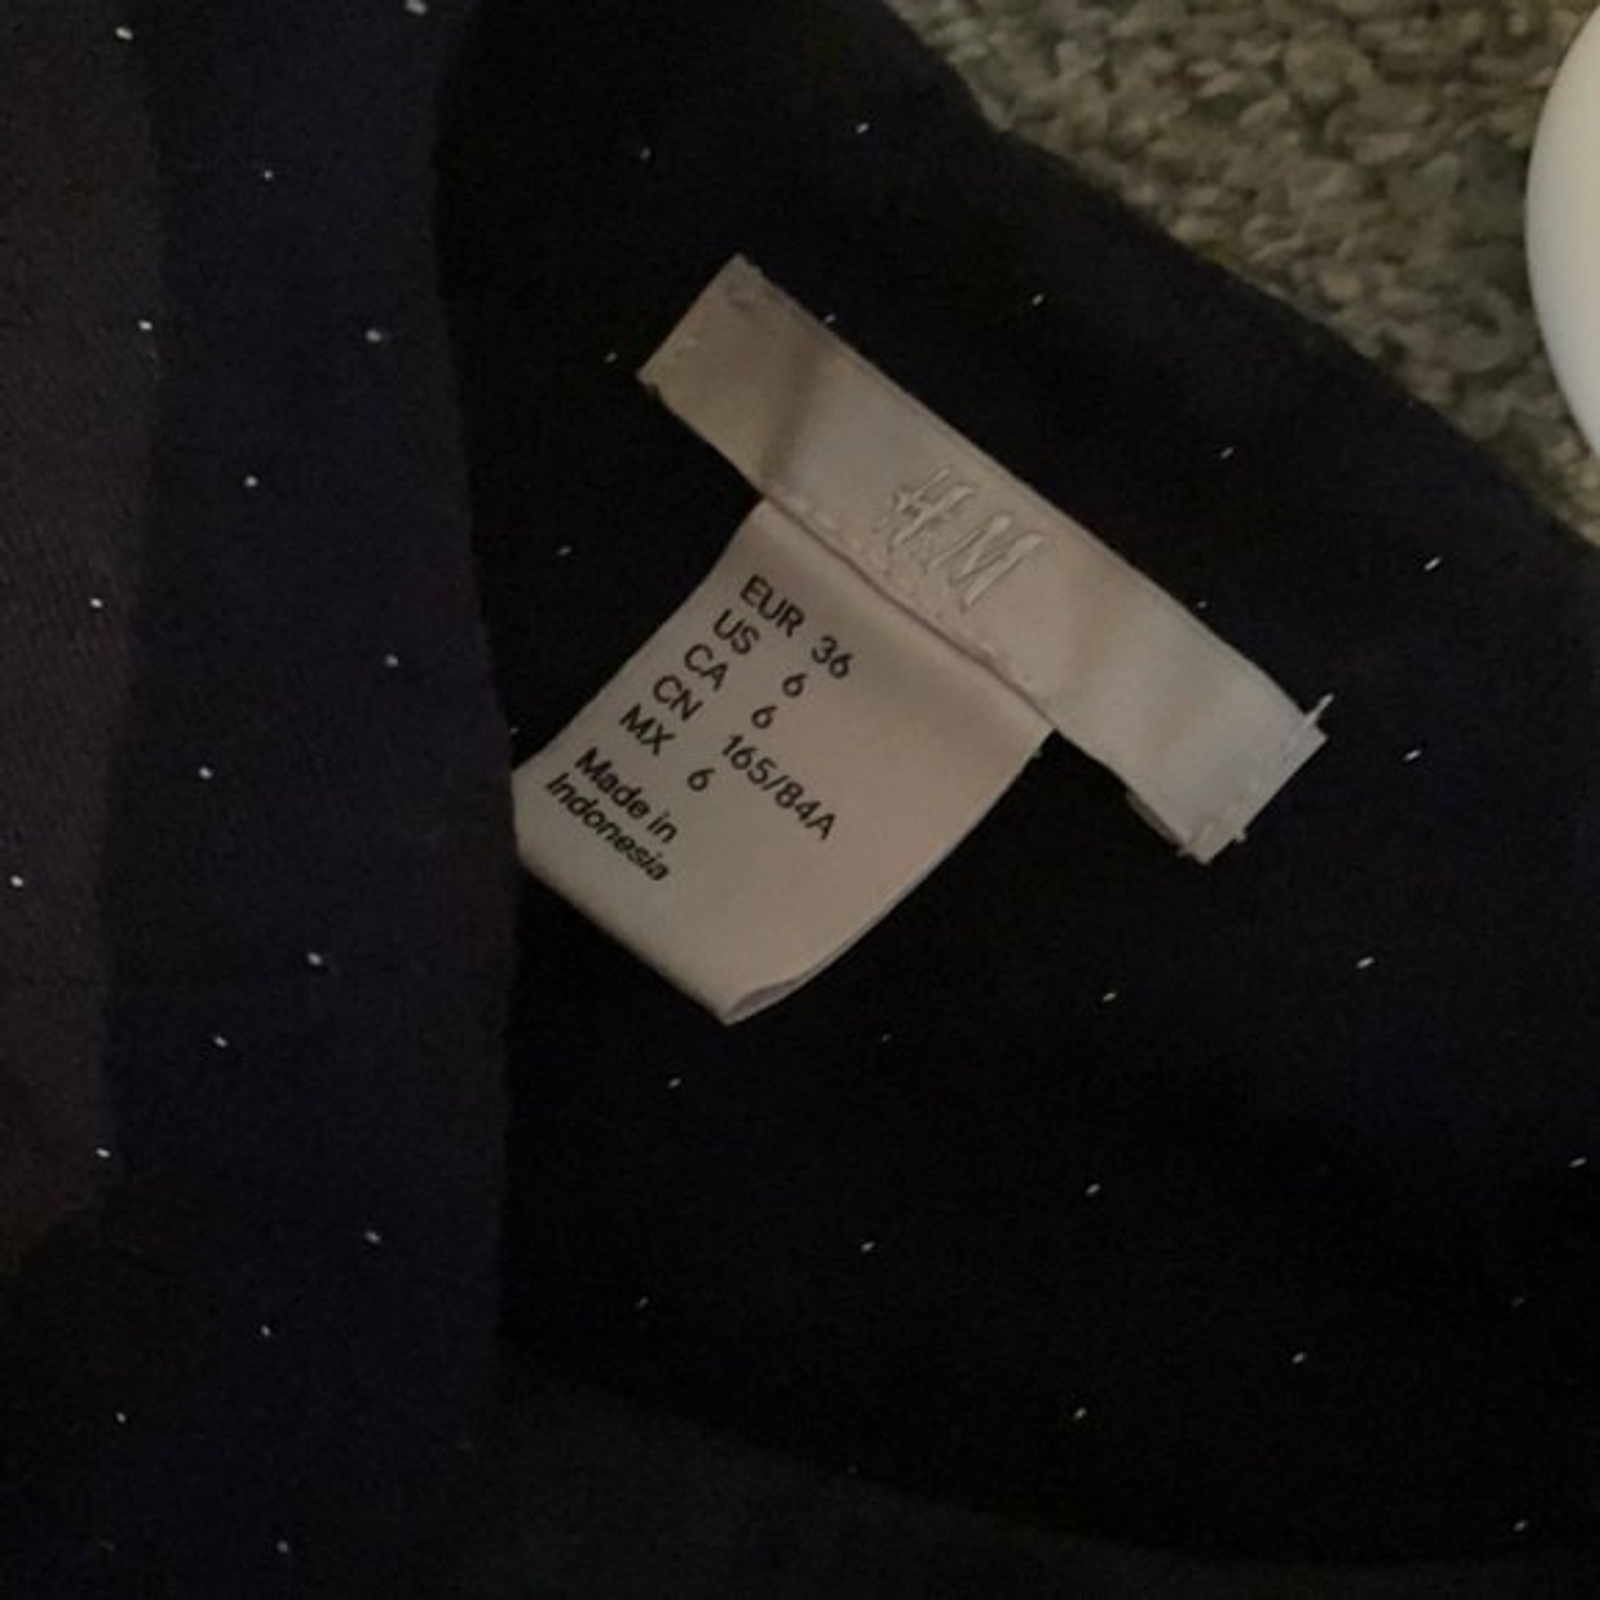 H&M
EUR 36
US 6
CA 6
CN 165/84A
MX 6
Made in
Indonesia